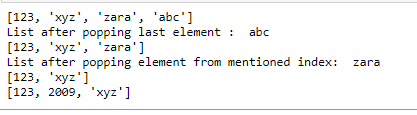 [123, 'xyz', 'zara', 'abc']
List after popping last element :  abc
[123, 'xyz', 'zara']
List after popping element from mentioned index:  zara
[123, 'xyz']
[123, 2009, 'xyz']